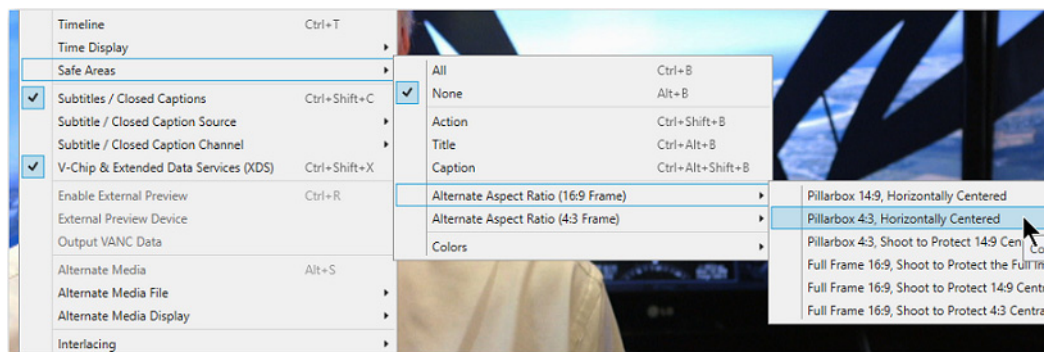 Timeline Ctrl+T
Time Display
Safe Areas
Subtitles / Closed Captions Ctrl+Shift+C
Subtitle / Closed Caption Source
Subtitle / Closed Caption Channel
V-Chip & Extended Data Services (XDS) Ctrl+Shift+X
Enable External Preview Ctrl+R
External Preview Device
Output VANC Data
Alternate Media Alt+S
Alternate Media File
Alternate Media Display
Interlacing
All Ctrl+B
None Alt+B
Action Ctrl+Shift+B
Title Ctrl+Alt+B
Caption Ctrl+Alt+Shift+B
Alternate Aspect Ratio (16:9 Frame)
Alternate Aspect Ratio (4:3 Frame)
Colors
Pillarbox 14:9, Horizontally Centered
Pillarbox 4:3, Horizontally Centered
Pillarbox 4:3, Shoot to Protect 14:9 Cen
Full Frame 16:9, Shoot to Protect the Full
Full Frame 16:9, Shoot to Protect 14:9 Centr
Full Frame 16:9, Shoot to Protect 4:3 Centra
Co
LG